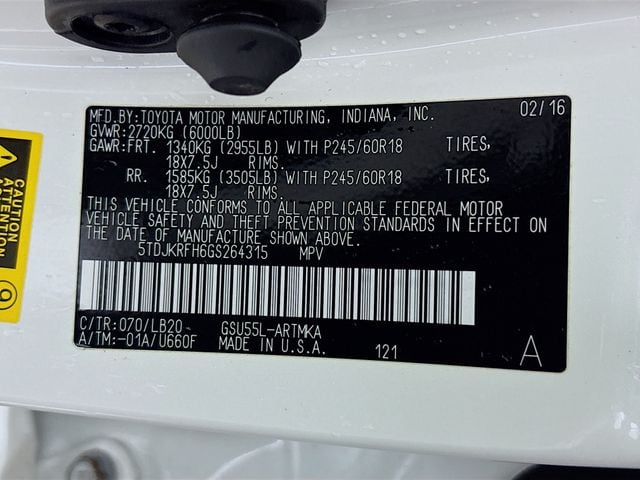 MFD.BY:TOYOTA MOTOR MANUFACTURING, INDIANA, INC. 02/16
GVWR:2720KG (6000LB)
GAWR:FRT. 1340KG (2955LB) WITH P245/60R18 TIRES,
18X7.5J RIMS.
RR. 1585KG (3505LB) WITH P245/60R18 TIRES,
18X7.5J RIMS.
THIS VEHICLE CONFORMS TO ALL APPLICABLE FEDERAL MOTOR
VEHICLE SAFETY AND THEFT PREVENTION STANDARDS IN EFFECT ON
THE DATE OF MANUFACTURE SHOWN ABOVE.
5TDJKRFH6GS264315 MPV
C/TR:070/LB20 GSU55L-ARTMKA
A/TM:-01A/U660F MADE IN U.S.A. 121 A
CAUTION
ATTENTION
9